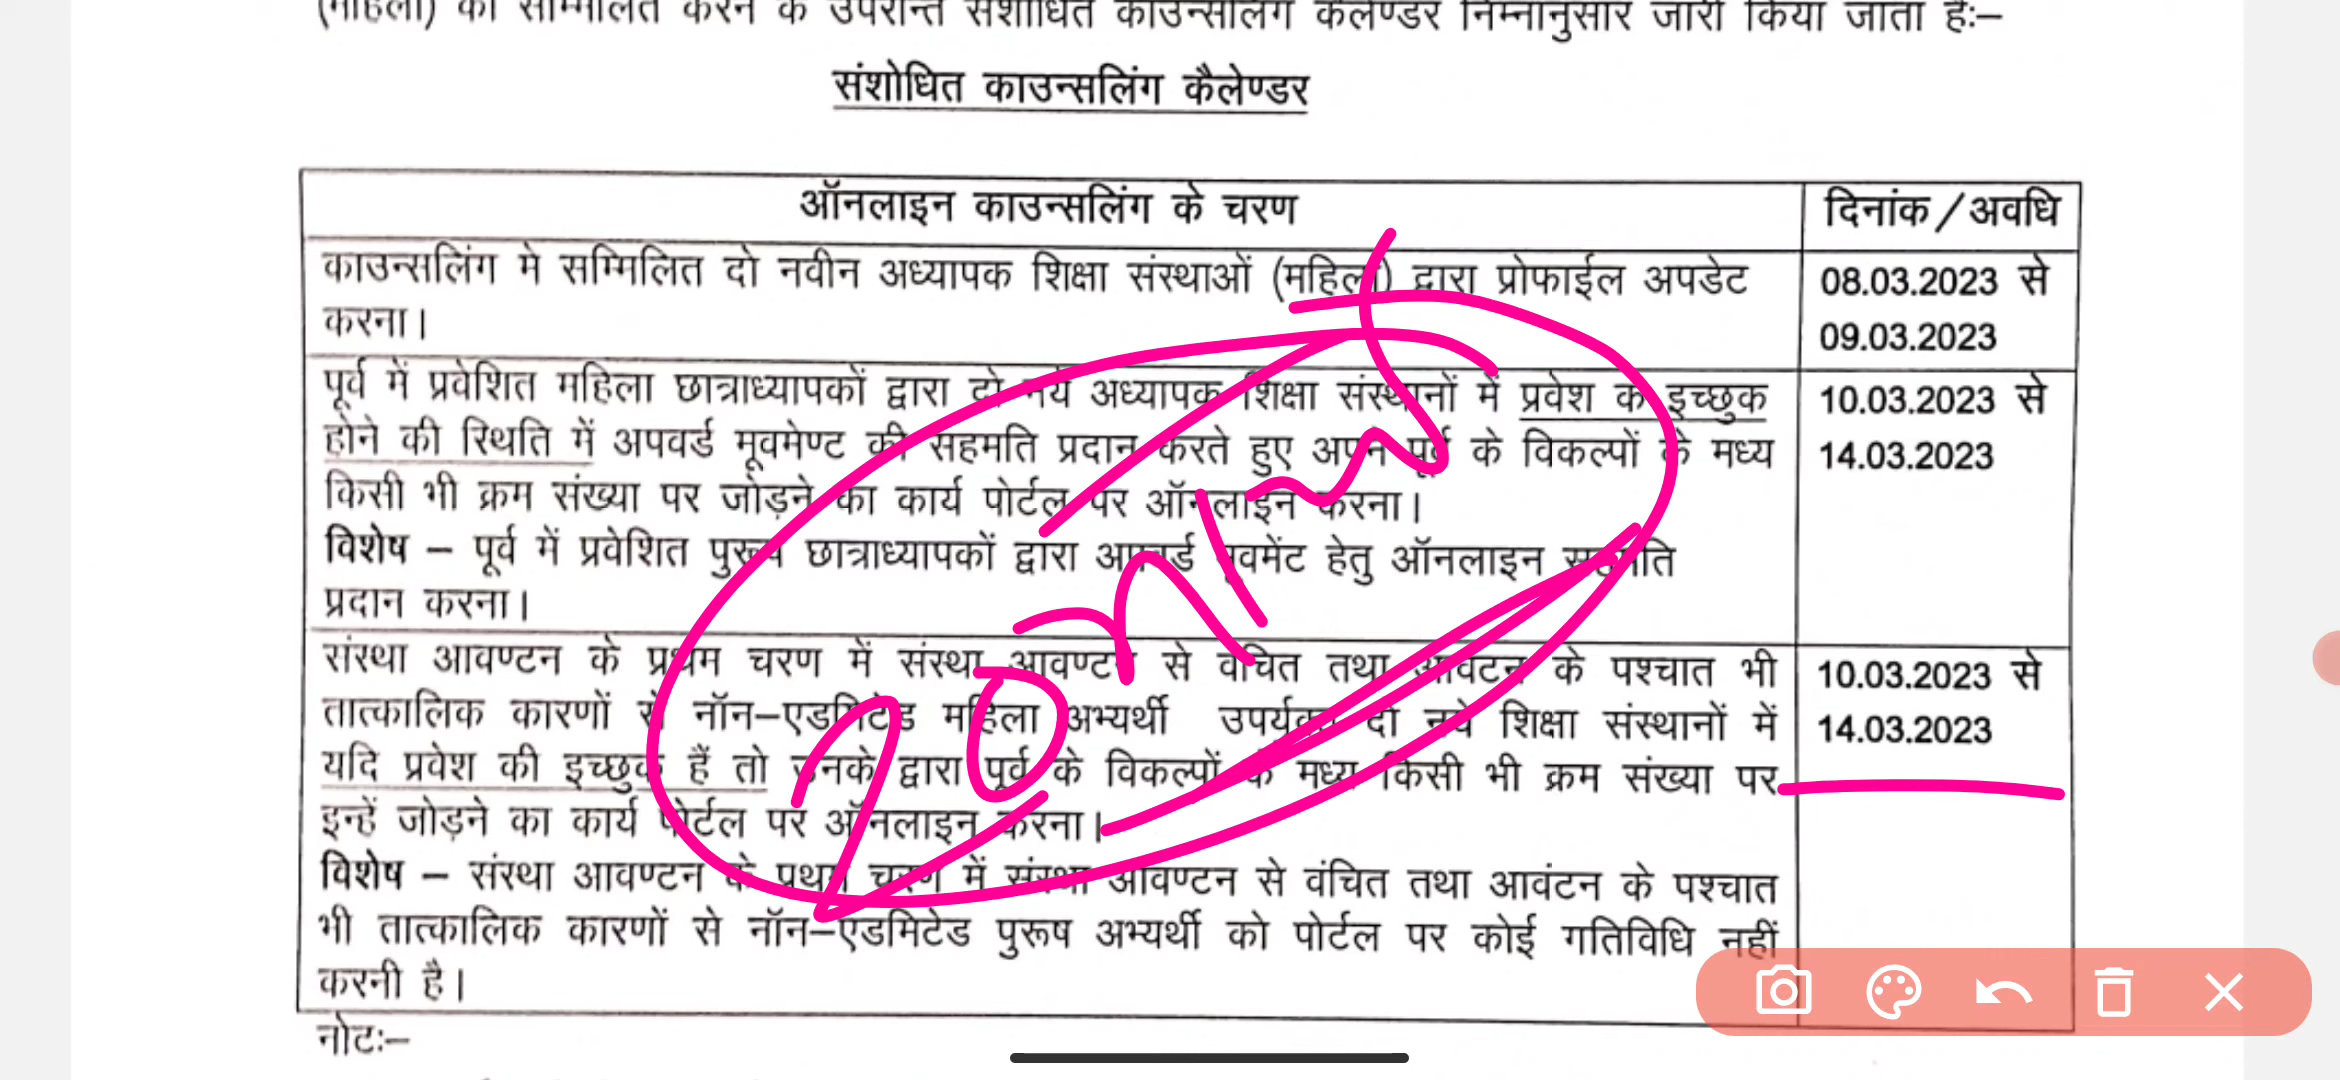 (महिला) को सम्मिलित करने के उपरान्त संशोधित काउन्सलिंग कैलेण्डर निम्नानुसार जारी किया जाता है:–
संशोधित काउन्सलिंग कैलेण्डर
ऑनलाइन काउन्सलिंग के चरण
दिनांक/अवधि
काउन्सलिंग मे सम्मिलित दो नवीन अध्यापक शिक्षा संस्थाओं (महिला) द्वारा प्रोफाईल अपडेट
करना।
08.03.2023 से
09.03.2023
पूर्व में प्रवेशित महिला छात्राध्यापकों द्वारा दो नये अध्यापक शिक्षा संस्थानों में प्रवेश के इच्छुक
होने की स्थिति में अपवर्ड मूवमेण्ट की सहमति प्रदान करते हुए अपने पूर्व के विकल्पों के मध्य
किसी भी क्रम संख्या पर जोड़ने का कार्य पोर्टल पर ऑनलाइन करना।
विशेष – पूर्व में प्रवेशित पुरूष छात्राध्यापकों द्वारा अपवर्ड मूवमेंट हेतु ऑनलाइन सहमति
प्रदान करना।
10.03.2023 से
14.03.2023
संस्था आवण्टन के प्रथम चरण में संस्था आवण्टन से वंचित तथा आवंटन के पश्चात भी
तात्कालिक कारणों से नॉन–एडमिटेड महिला अभ्यर्थी उपर्यक्त दो नये शिक्षा संस्थानों में
यदि प्रवेश की इच्छुक हैं तो उनके द्वारा पूर्व के विकल्पों के मध्य किसी भी क्रम संख्या पर
इन्हें जोड़ने का कार्य पोर्टल पर ऑनलाइन करना।
विशेष – संस्था आवण्टन के प्रथम चरण में संस्था आवण्टन से वंचित तथा आवंटन के पश्चात
भी तात्कालिक कारणों से नॉन–एडमिटेड पुरूष अभ्यर्थी को पोर्टल पर कोई गतिविधि नहीं
करनी है।
10.03.2023 से
14.03.2023
नोटः–